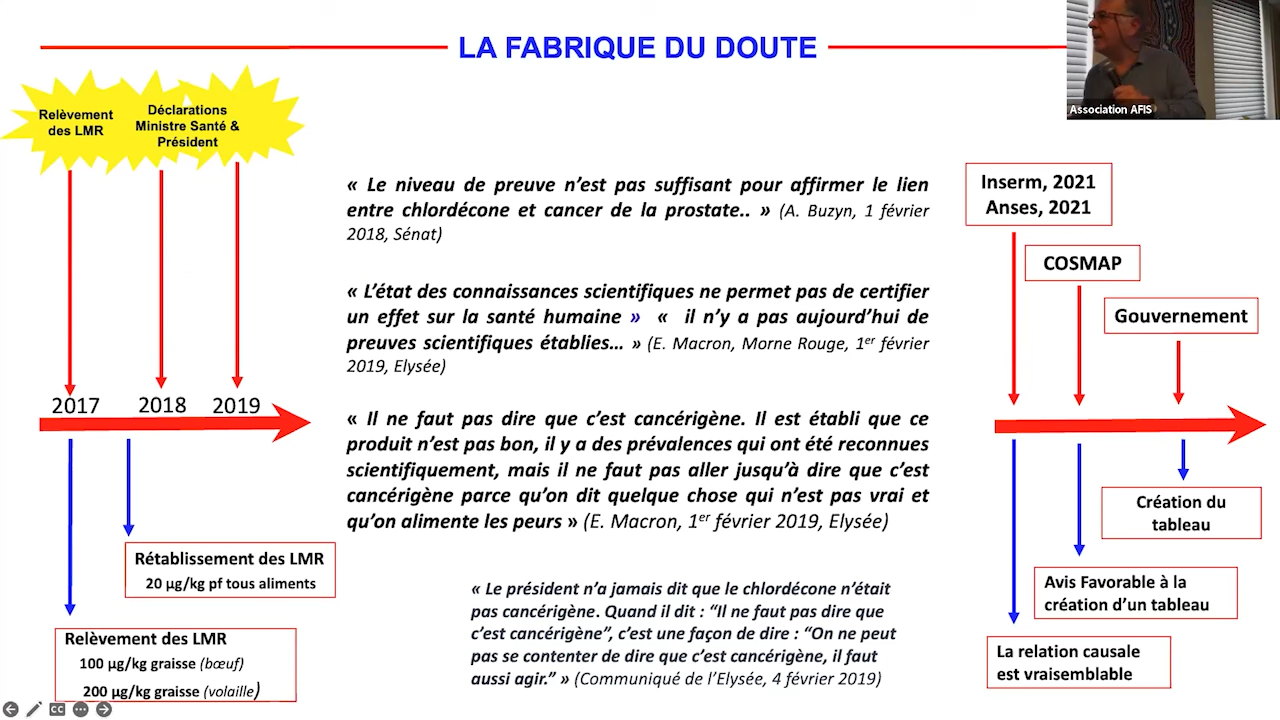 LA FABRIQUE DU DOUTE
Association AFIS
Relèvement
des LMR
Déclarations
Ministre Santé &
Président
2017
2018
2019
Rétablissement des LMR
20 µg/kg pf tous aliments
Relèvement des LMR
100 µg/kg graisse (bœuf)
200 µg/kg graisse (volaille)
« Le niveau de preuve n’est pas suffisant pour affirmer le lien
entre chlordécone et cancer de la prostate.. » (A. Buzyn, 1 février
2018, Sénat)
« L’état des connaissances scientifiques ne permet pas de certifier
un effet sur la santé humaine » « il n’y a pas aujourd’hui de
preuves scientifiques établies… » (E. Macron, Morne Rouge, 1er février
2019, Elysée)
« Il ne faut pas dire que c’est cancérigène. Il est établi que ce
produit n’est pas bon, il y a des prévalences qui ont été reconnues
scientifiquement, mais il ne faut pas aller jusqu’à dire que c’est
cancérigène parce qu’on dit quelque chose qui n’est pas vrai et
qu’on alimente les peurs » (E. Macron, 1er février 2019, Elysée)
« Le président n’a jamais dit que le chlordécone n’était
pas cancérigène. Quand il dit : “Il ne faut pas dire que
c’est cancérigène”, c’est une façon de dire : “On ne peut
pas se contenter de dire que c’est cancérigène, il faut
aussi agir.” » (Communiqué de l’Elysée, 4 février 2019)
Inserm, 2021
Anses, 2021
COSMAP
Gouvernement
Création du
tableau
Avis Favorable à la
création d’un tableau
La relation causale
est vraisemblable
CC